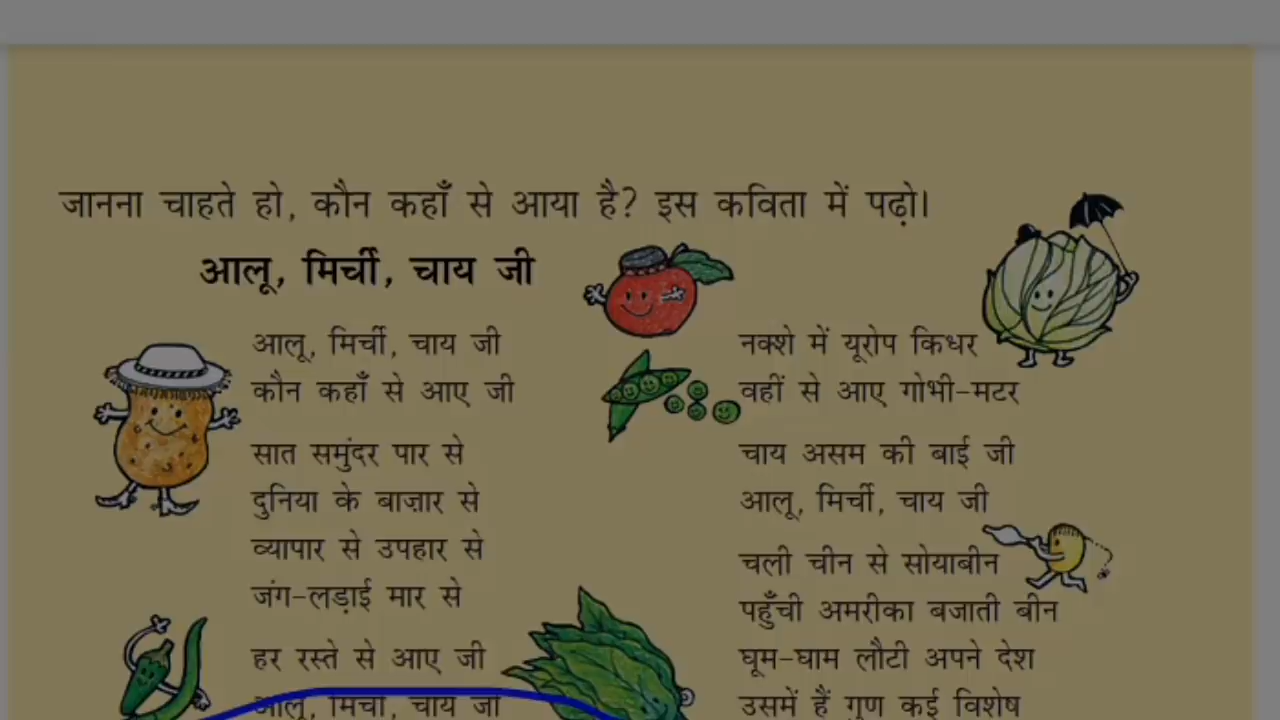 जानना चाहते हो, कौन कहाँ से आया है? इस कविता में पढ़ो।
आलू, मिर्ची, चाय जी
आलू, मिर्ची, चाय जी
कौन कहाँ से आए जी
सात समुंदर पार से
दुनिया के बाज़ार से
व्यापार से उपहार से
जंग-लड़ाई मार से
हर रस्ते से आए जी
आलू, मिर्ची, चाय जी
नक्शे में यूरोप किधर
वहीं से आए गोभी-मटर
चाय असम की बाई जी
आलू, मिर्ची, चाय जी
चली चीन से सोयाबीन
पहुँची अमरीका बजाती बीन
घूम-घाम लौटी अपने देश
उसमें हैं गुण कई विशेष